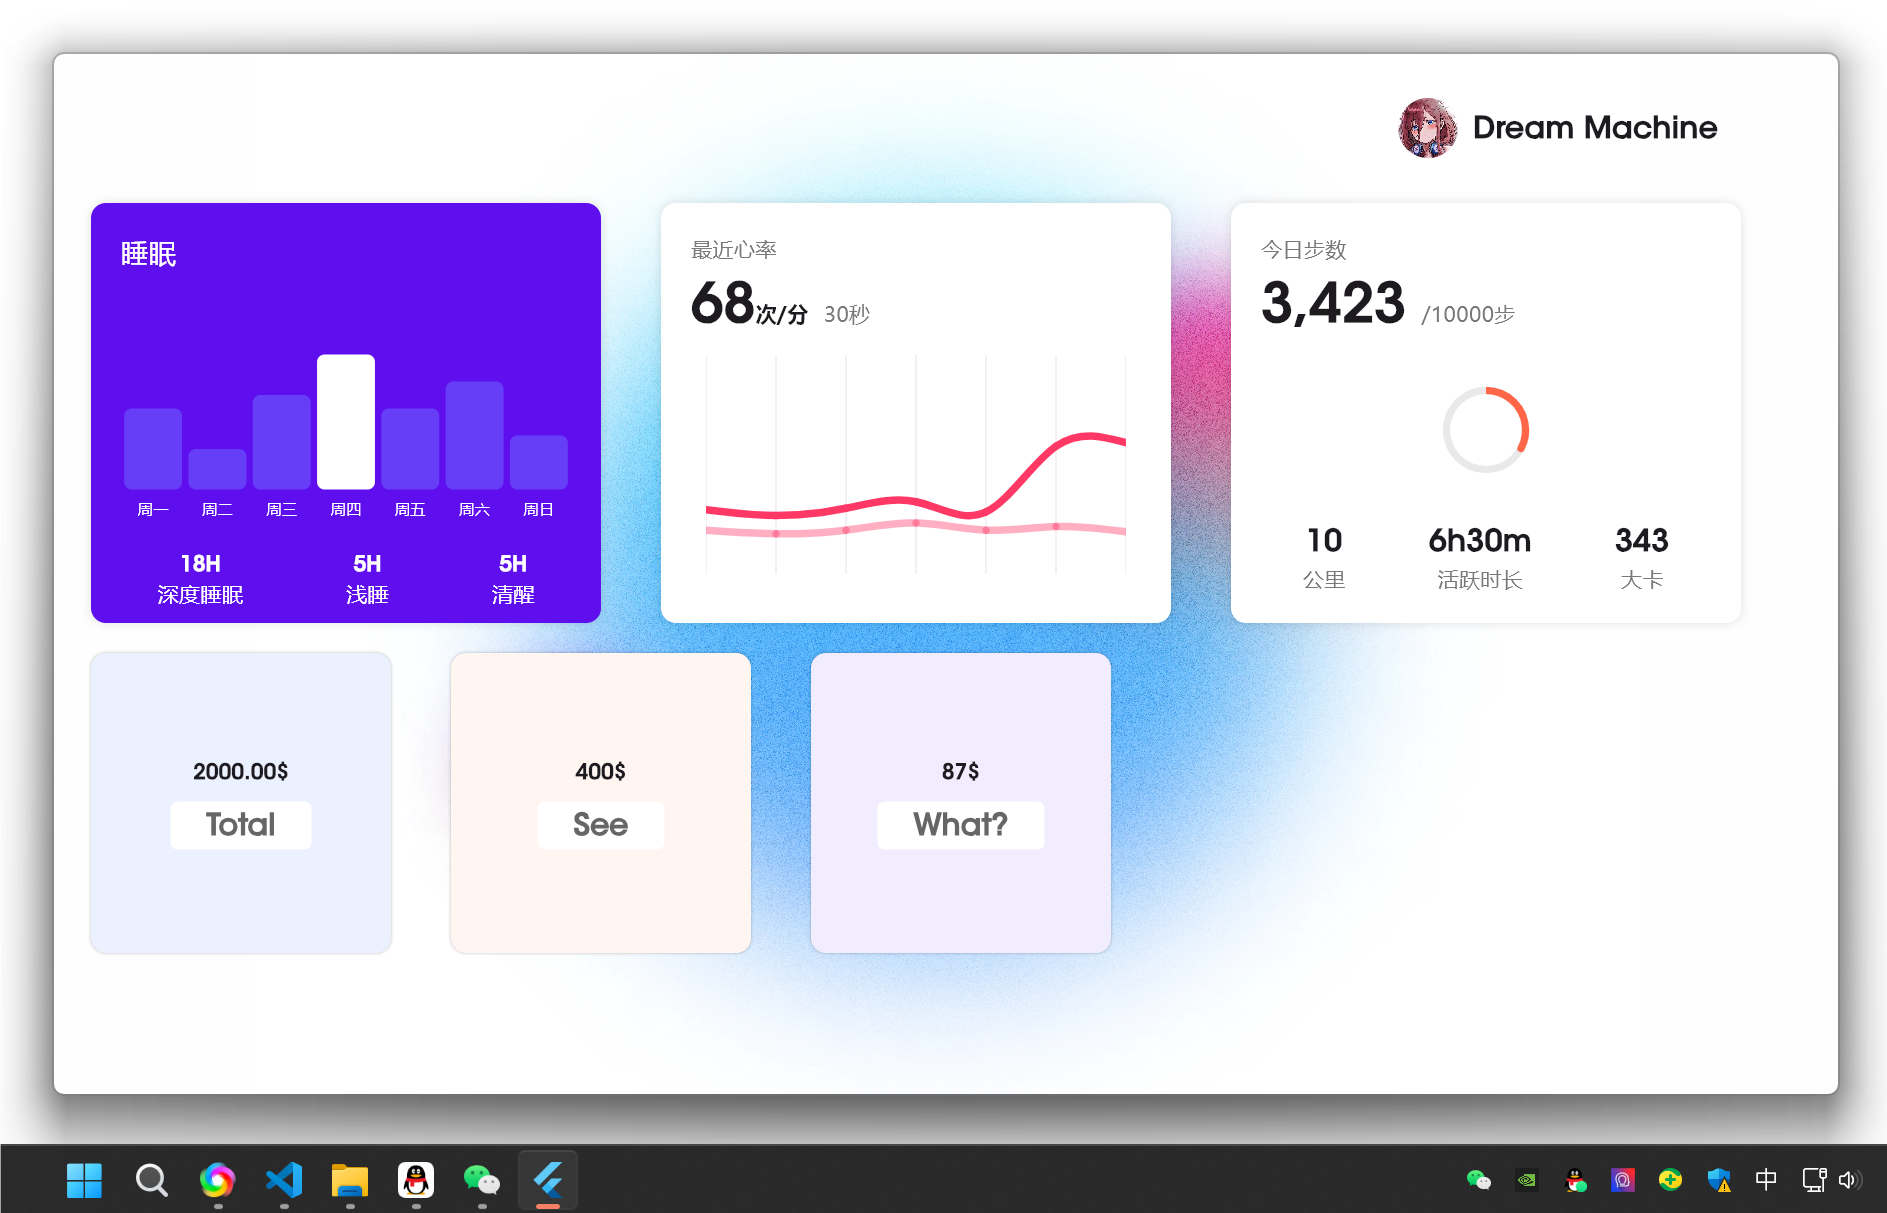 Dream Machine
睡眠
周一 周二 周三 周四 周五 周六 周日
18H 5H 5H
深度睡眠 浅睡 清醒
最近心率
68次/分 30秒
今日步数
3,423 /10000步
10 6h30m 343
公里 活跃时长 大卡
2000.00$
Total
400$
See
87$
What?
中